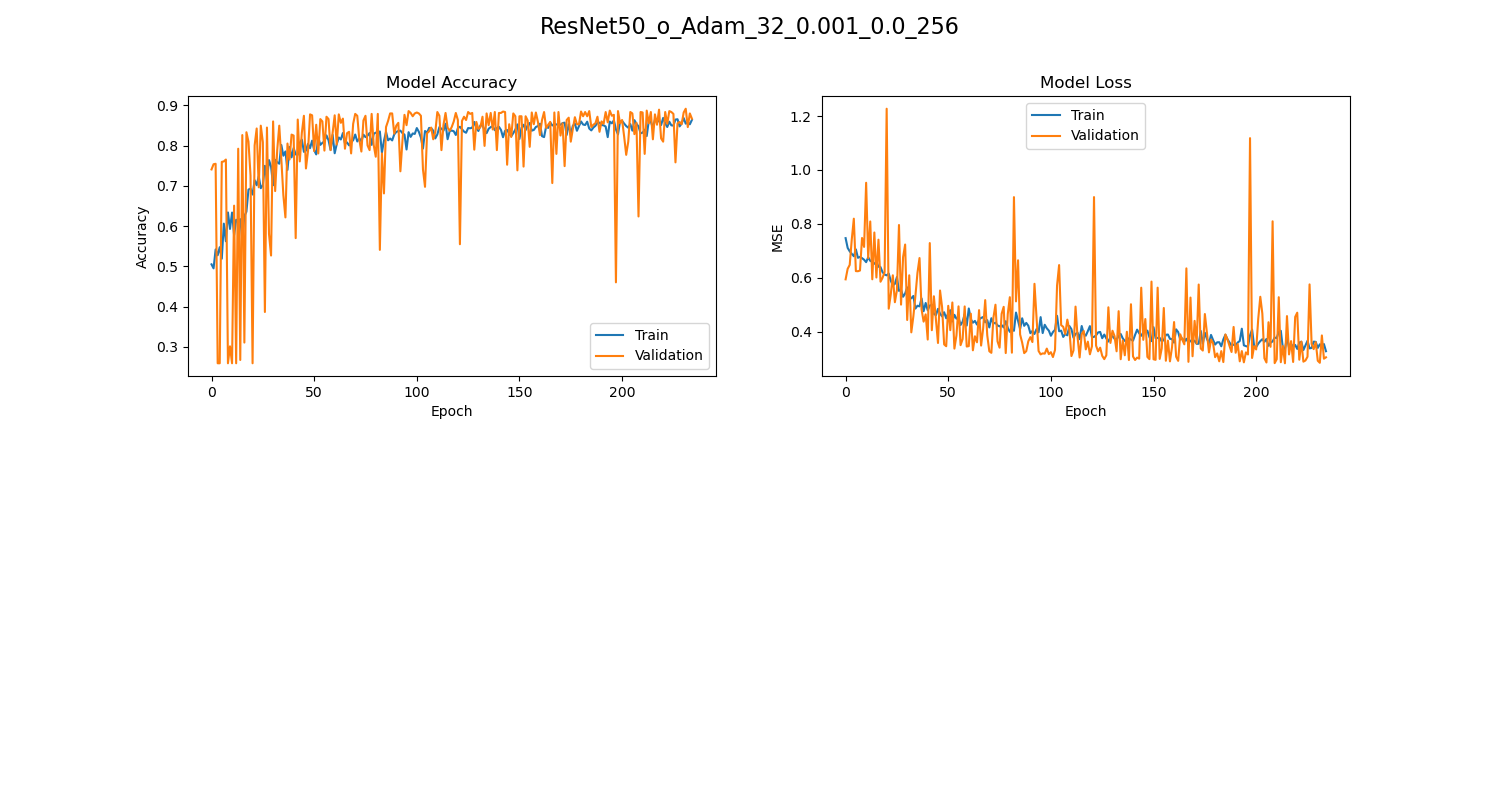 ResNet50_o_Adam_32_0.001_0.0_256
Model Accuracy
Accuracy
0.9
0.8
0.7
0.6
0.5
0.4
0.3
Train
Validation
0 50 100 150 200
Epoch
Model Loss
MSE
1.2
1.0
0.8
0.6
0.4
Train
Validation
0 50 100 150 200
Epoch